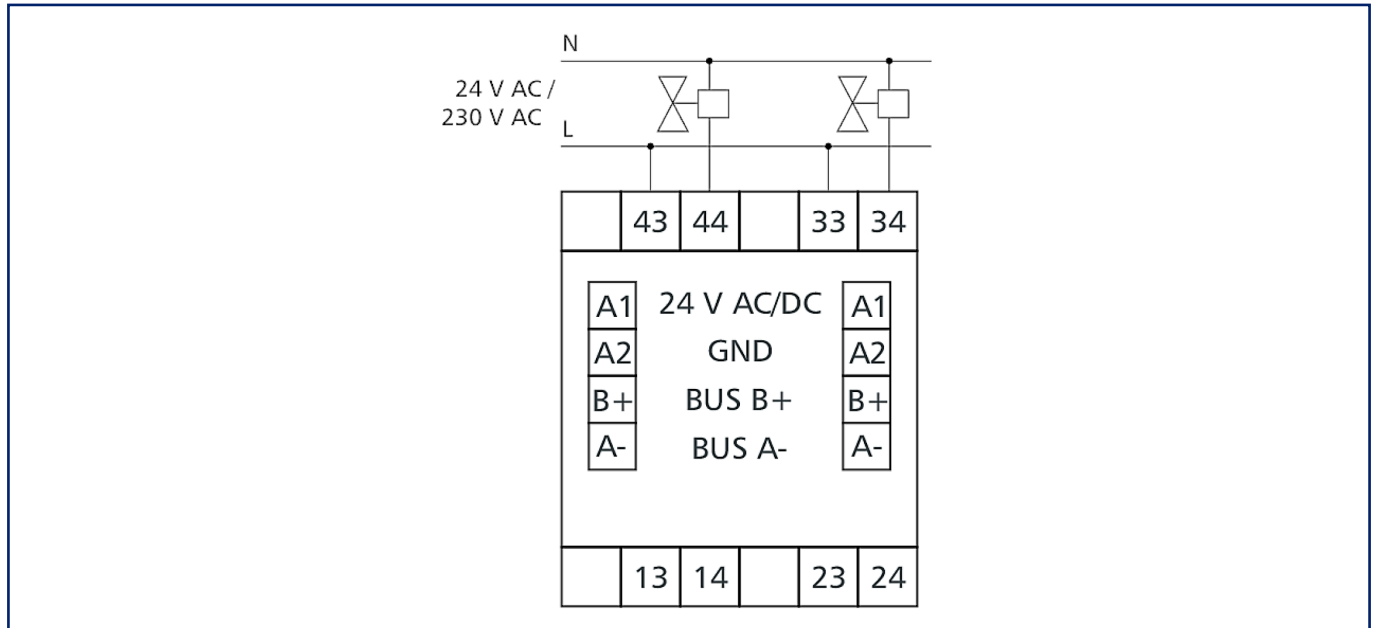 N
24 V AC /
230 V AC
L
43 44 33 34
A1 24 V AC/DC A1
A2 GND A2
B+ BUS B+ B+
A- BUS A- A-
13 14 23 24